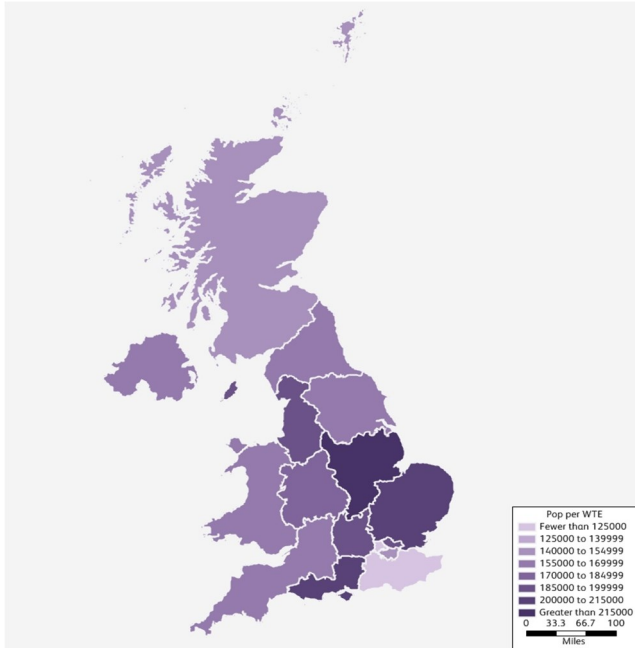 Pop per WTE
Fewer than 125000
125000 to 139999
140000 to 154999
155000 to 169999
170000 to 184999
185000 to 199999
200000 to 215000
Greater than 215000
0 33.3 66.7 100
Miles